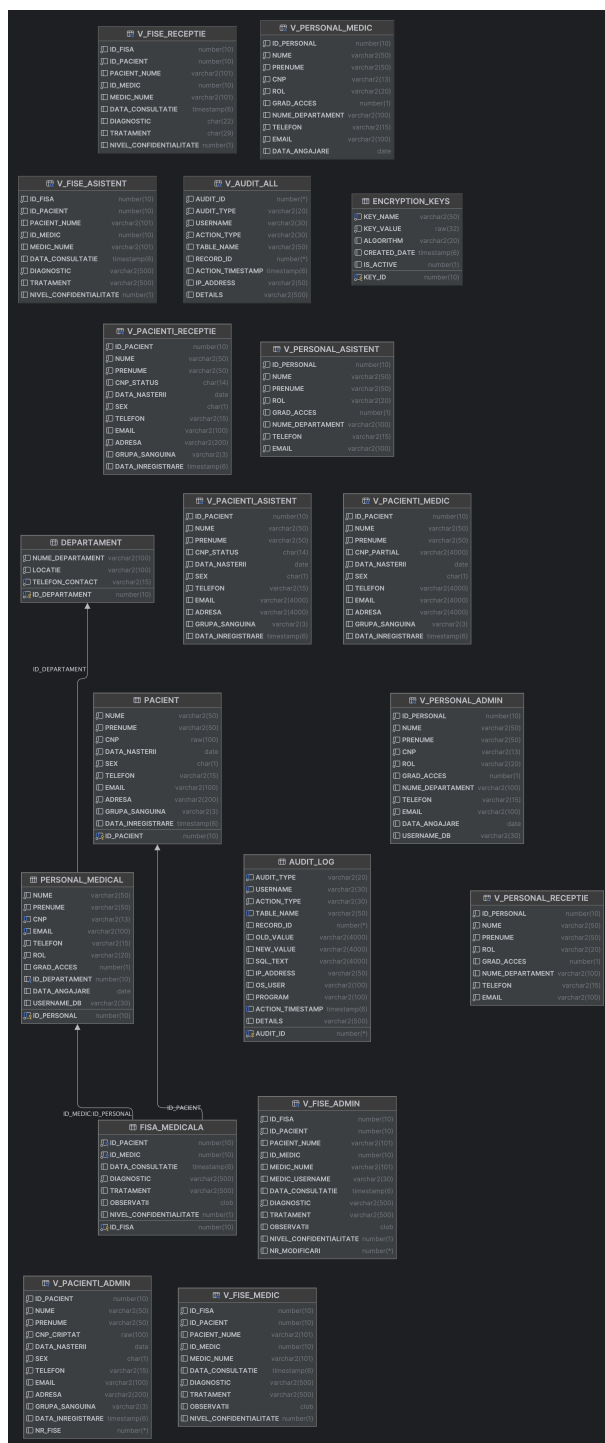 V_FISE_RECEPTIE
ID_FISA number(10)
ID_PACIENT number(10)
PACIENT_NUME varchar2(101)
ID_MEDIC number(10)
MEDIC_NUME varchar2(101)
DATA_CONSULTATIE timestamp(6)
DIAGNOSTIC char(22)
TRATAMENT char(29)
NIVEL_CONFIDENTIALITATE number(1)
V_PERSONAL_MEDIC
ID_PERSONAL number(10)
NUME varchar2(50)
PRENUME varchar2(50)
CNP varchar2(13)
ROL varchar2(20)
GRAD_ACCES number(1)
NUME_DEPARTAMENT varchar2(100)
TELEFON varchar2(15)
EMAIL varchar2(100)
DATA_ANGAJARE date
V_FISE_ASISTENT
ID_FISA number(10)
ID_PACIENT number(10)
PACIENT_NUME varchar2(101)
ID_MEDIC number(10)
MEDIC_NUME varchar2(101)
DATA_CONSULTATIE timestamp(6)
DIAGNOSTIC varchar2(500)
TRATAMENT varchar2(500)
NIVEL_CONFIDENTIALITATE number(1)
V_AUDIT_ALL
AUDIT_ID number(*)
AUDIT_TYPE varchar2(20)
USERNAME varchar2(30)
ACTION_TYPE varchar2(30)
TABLE_NAME varchar2(50)
RECORD_ID number(*)
ACTION_TIMESTAMP timestamp(6)
IP_ADDRESS varchar2(50)
DETAILS varchar2(500)
ENCRYPTION_KEYS
KEY_NAME varchar2(50)
KEY_VALUE raw(32)
ALGORITHM varchar2(20)
CREATED_DATE timestamp(6)
IS_ACTIVE number(1)
KEY_ID number(10)
V_PACIENTI_RECEPTIE
ID_PACIENT number(10)
NUME varchar2(50)
PRENUME varchar2(50)
CNP_STATUS char(14)
DATA_NASTERII date
SEX char(1)
TELEFON varchar2(15)
EMAIL varchar2(100)
ADRESA varchar2(200)
GRUPA_SANGUINA varchar2(3)
DATA_INREGISTRARE timestamp(6)
V_PERSONAL_ASISTENT
ID_PERSONAL number(10)
NUME varchar2(50)
PRENUME varchar2(50)
ROL varchar2(20)
GRAD_ACCES number(1)
NUME_DEPARTAMENT varchar2(100)
TELEFON varchar2(15)
EMAIL varchar2(100)
V_PACIENTI_ASISTENT
ID_PACIENT number(10)
NUME varchar2(50)
PRENUME varchar2(50)
CNP_STATUS char(14)
DATA_NASTERII date
SEX char(1)
TELEFON varchar2(15)
EMAIL varchar2(4000)
ADRESA varchar2(4000)
GRUPA_SANGUINA varchar2(3)
DATA_INREGISTRARE timestamp(6)
V_PACIENTI_MEDIC
ID_PACIENT number(10)
NUME varchar2(50)
PRENUME varchar2(50)
CNP_PARTIAL varchar2(4000)
DATA_NASTERII date
SEX char(1)
TELEFON varchar2(4000)
EMAIL varchar2(4000)
ADRESA varchar2(4000)
GRUPA_SANGUINA varchar2(3)
DATA_INREGISTRARE timestamp(6)
DEPARTAMENT
NUME_DEPARTAMENT varchar2(100)
LOCATIE varchar2(100)
TELEFON_CONTACT varchar2(15)
ID_DEPARTAMENT number(10)
ID_DEPARTAMENT
PACIENT
NUME varchar2(50)
PRENUME varchar2(50)
CNP raw(100)
DATA_NASTERII date
SEX char(1)
TELEFON varchar2(15)
EMAIL varchar2(100)
ADRESA varchar2(200)
GRUPA_SANGUINA varchar2(3)
DATA_INREGISTRARE timestamp(6)
ID_PACIENT number(10)
V_PERSONAL_ADMIN
ID_PERSONAL number(10)
NUME varchar2(50)
PRENUME varchar2(50)
CNP varchar2(13)
ROL varchar2(20)
GRAD_ACCES number(1)
NUME_DEPARTAMENT varchar2(100)
TELEFON varchar2(15)
EMAIL varchar2(100)
DATA_ANGAJARE date
USERNAME_DB varchar2(30)
PERSONAL_MEDICAL
NUME varchar2(50)
PRENUME varchar2(50)
CNP varchar2(13)
EMAIL varchar2(100)
TELEFON varchar2(15)
ROL varchar2(20)
GRAD_ACCES number(1)
ID_DEPARTAMENT number(10)
DATA_ANGAJARE date
USERNAME_DB varchar2(30)
ID_PERSONAL number(10)
AUDIT_LOG
AUDIT_TYPE varchar2(20)
USERNAME varchar2(30)
ACTION_TYPE varchar2(30)
TABLE_NAME varchar2(50)
RECORD_ID number(*)
OLD_VALUE varchar2(4000)
NEW_VALUE varchar2(4000)
SQL_TEXT varchar2(4000)
IP_ADDRESS varchar2(50)
OS_USER varchar2(100)
PROGRAM varchar2(100)
ACTION_TIMESTAMP timestamp(6)
DETAILS varchar2(500)
AUDIT_ID number(*)
V_PERSONAL_RECEPTIE
ID_PERSONAL number(10)
NUME varchar2(50)
PRENUME varchar2(50)
ROL varchar2(20)
GRAD_ACCES number(1)
NUME_DEPARTAMENT varchar2(100)
TELEFON varchar2(15)
EMAIL varchar2(100)
ID_MEDIC:ID_PERSONAL
ID_PACIENT
FISA_MEDICALA
ID_PACIENT number(10)
ID_MEDIC number(10)
DATA_CONSULTATIE timestamp(6)
DIAGNOSTIC varchar2(500)
TRATAMENT varchar2(500)
OBSERVATII clob
NIVEL_CONFIDENTIALITATE number(1)
ID_FISA number(10)
V_FISE_ADMIN
ID_FISA number(10)
ID_PACIENT number(10)
PACIENT_NUME varchar2(101)
ID_MEDIC number(10)
MEDIC_NUME varchar2(101)
MEDIC_USERNAME varchar2(30)
DATA_CONSULTATIE timestamp(6)
DIAGNOSTIC varchar2(500)
TRATAMENT varchar2(500)
OBSERVATII clob
NIVEL_CONFIDENTIALITATE number(1)
NR_MODIFICARI number(*)
V_PACIENTI_ADMIN
ID_PACIENT number(10)
NUME varchar2(50)
PRENUME varchar2(50)
CNP_CRIPTAT raw(100)
DATA_NASTERII date
SEX char(1)
TELEFON varchar2(15)
EMAIL varchar2(100)
ADRESA varchar2(200)
GRUPA_SANGUINA varchar2(3)
DATA_INREGISTRARE timestamp(6)
NR_FISE number(*)
V_FISE_MEDIC
ID_FISA number(10)
ID_PACIENT number(10)
PACIENT_NUME varchar2(101)
ID_MEDIC number(10)
MEDIC_NUME varchar2(101)
DATA_CONSULTATIE timestamp(6)
DIAGNOSTIC varchar2(500)
TRATAMENT varchar2(500)
OBSERVATII clob
NIVEL_CONFIDENTIALITATE number(1)